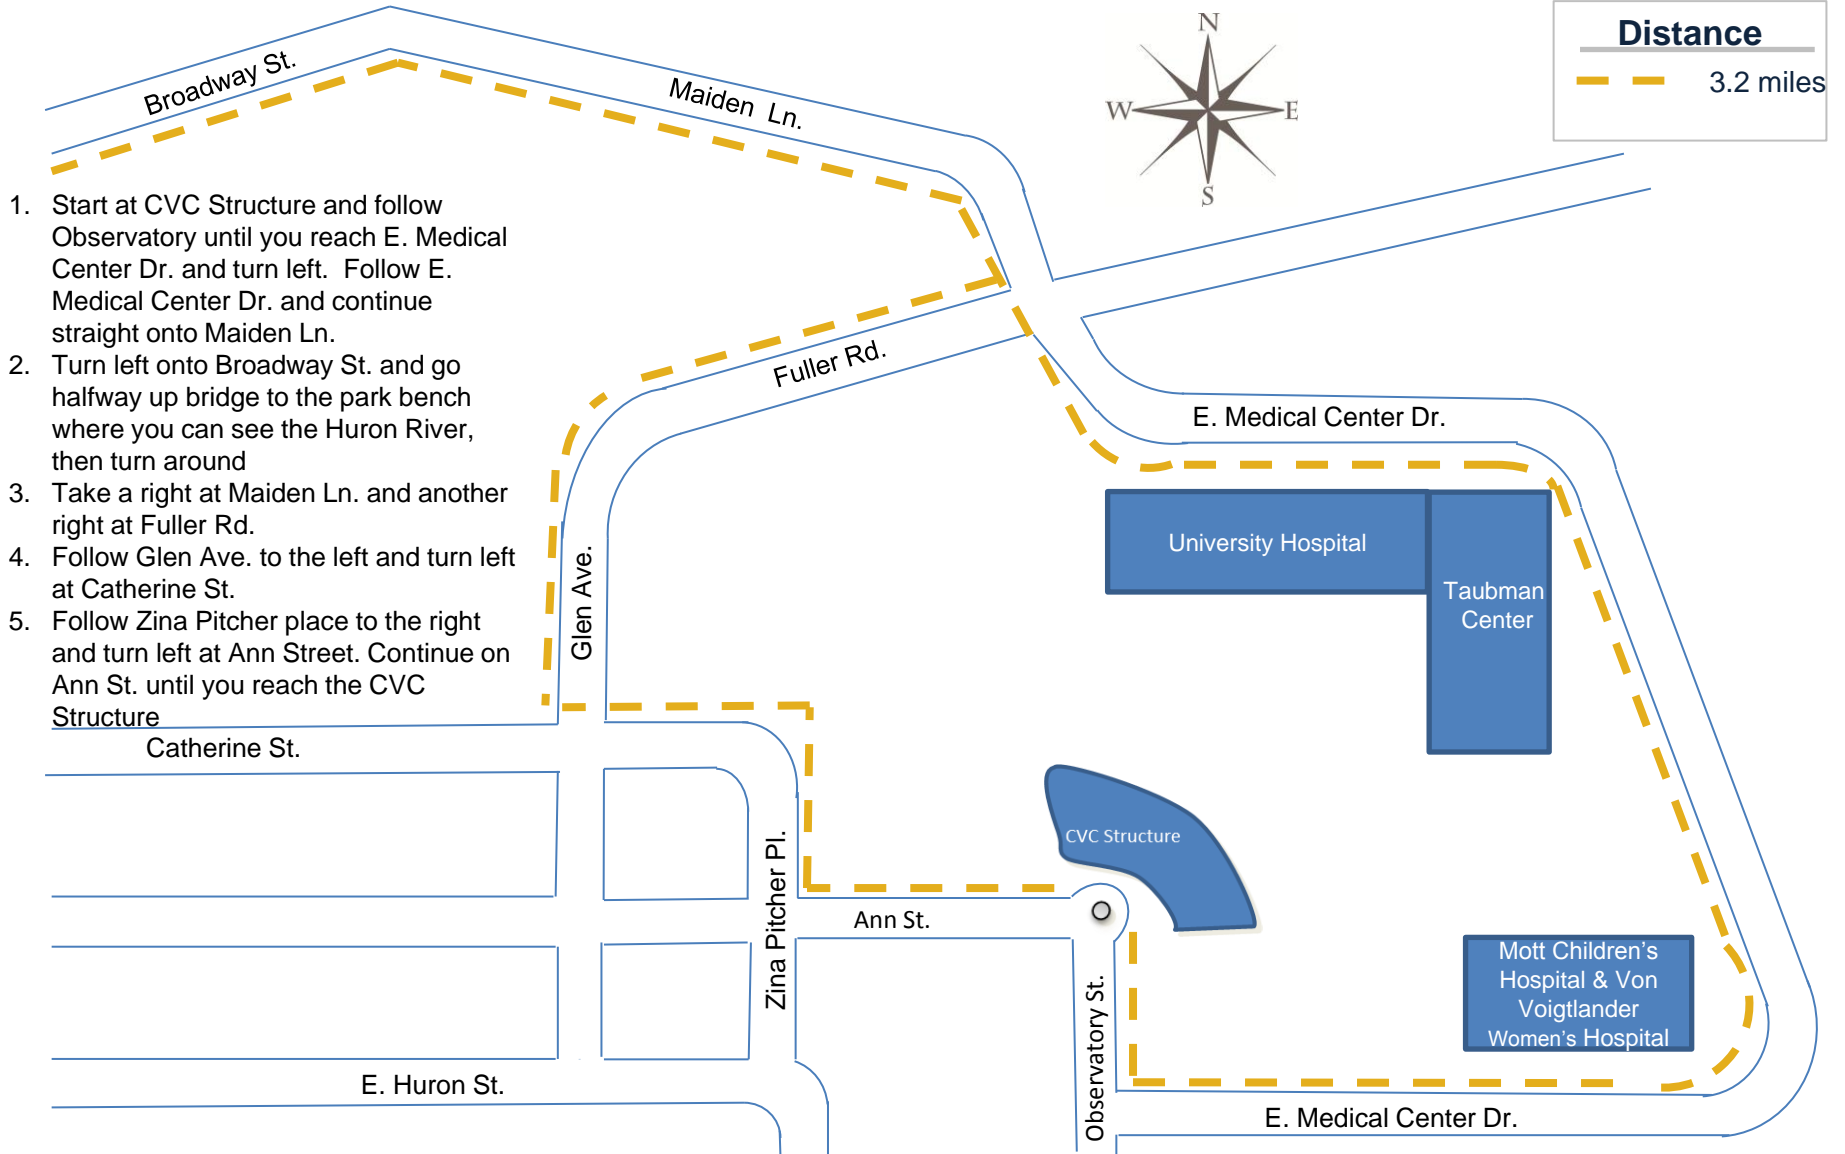 N
Distance
Broadway St.
Maiden Ln.
W
E
3.2 miles
S
1. Start at CVC Structure and follow
Observatory until you reach E. Medical
Center Dr. and turn left. Follow E.
Medical Center Dr. and continue
straight onto Maiden Ln.
2. Turn left onto Broadway St. and go
halfway up bridge to the park bench
where you can see the Huron River,
then turn around
3. Take a right at Maiden Ln. and another
right at Fuller Rd.
4. Follow Glen Ave. to the left and turn left
at Catherine St.
5. Follow Zina Pitcher place to the right
and turn left at Ann Street. Continue on
Ann St. until you reach the CVC
Structure
Fuller Rd.
E. Medical Center Dr.
University Hospital
Taubman
Center
Glen Ave.
Catherine St.
CVC Structure
Zina Pitcher Pl.
Ann St.
Mott Children’s
Hospital & Von
Voigtlander
Women’s Hospital
Observatory St.
E. Huron St.
E. Medical Center Dr.